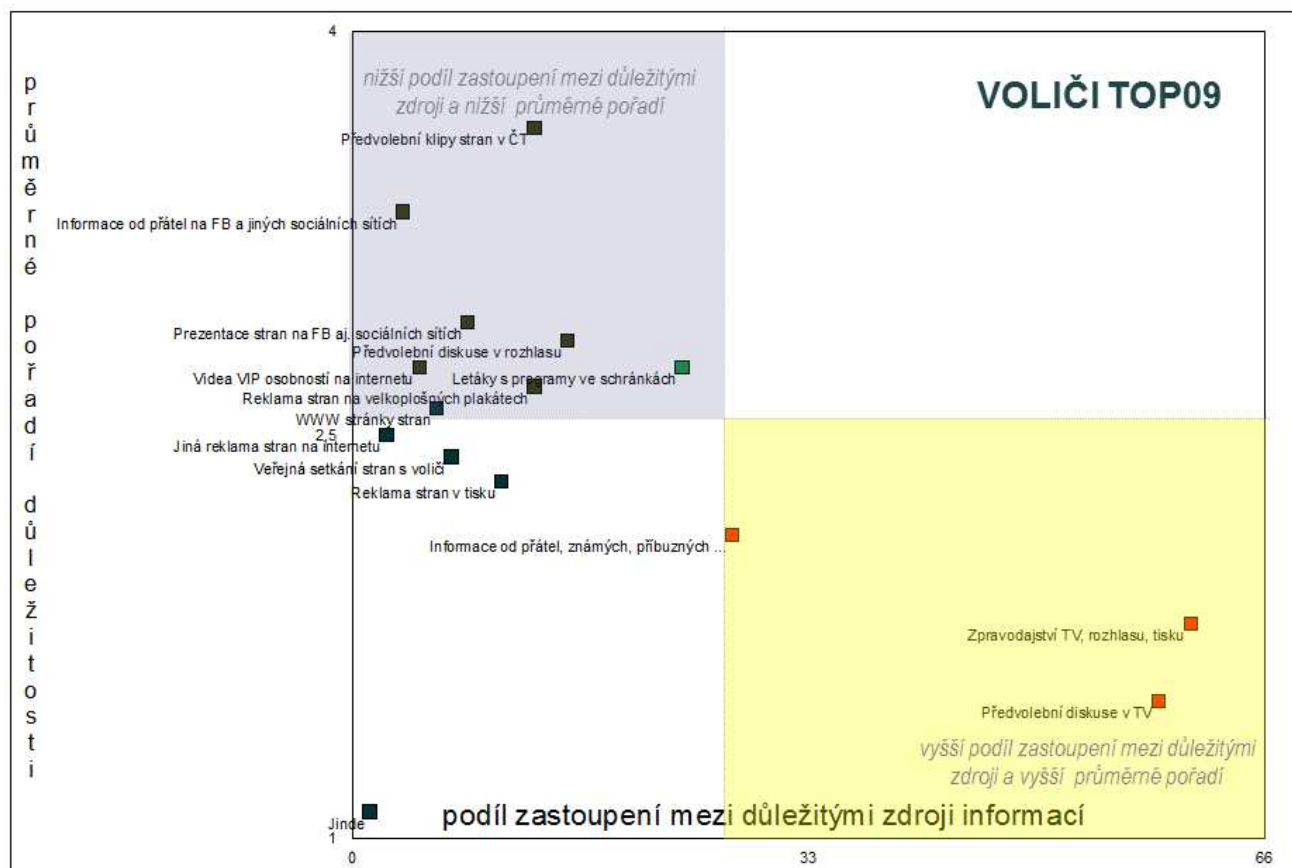 průměrné pořadí důležitosti
4
nižší podíl zastoupení mezi důležitými
zdroji a nižší  průměrné pořadí
VOLIČI TOP09
Předvolební klipy stran v ČT
Informace od přátel na FB a jiných sociálních sítích
Prezentace stran na FB aj. sociálních sítích
Předvolební diskuse v rozhlasu
Videa VIP osobností na internetu
Letáky s programy ve schránkách
Reklama stran na velkoplošných plakátech
WWW stránky stran
2,5
Jiná reklama stran na internetu
Veřejná setkání stran s voliči
Reklama stran v tisku
Informace od přátel, známých, příbuzných ...
Zpravodajství TV, rozhlasu, tisku
Předvolební diskuse v TV
vyšší podíl zastoupení mezi důležitými
zdroji a vyšší  průměrné pořadí
Jinde
podíl zastoupení mezi důležitými zdroji informací
1
0
33
66